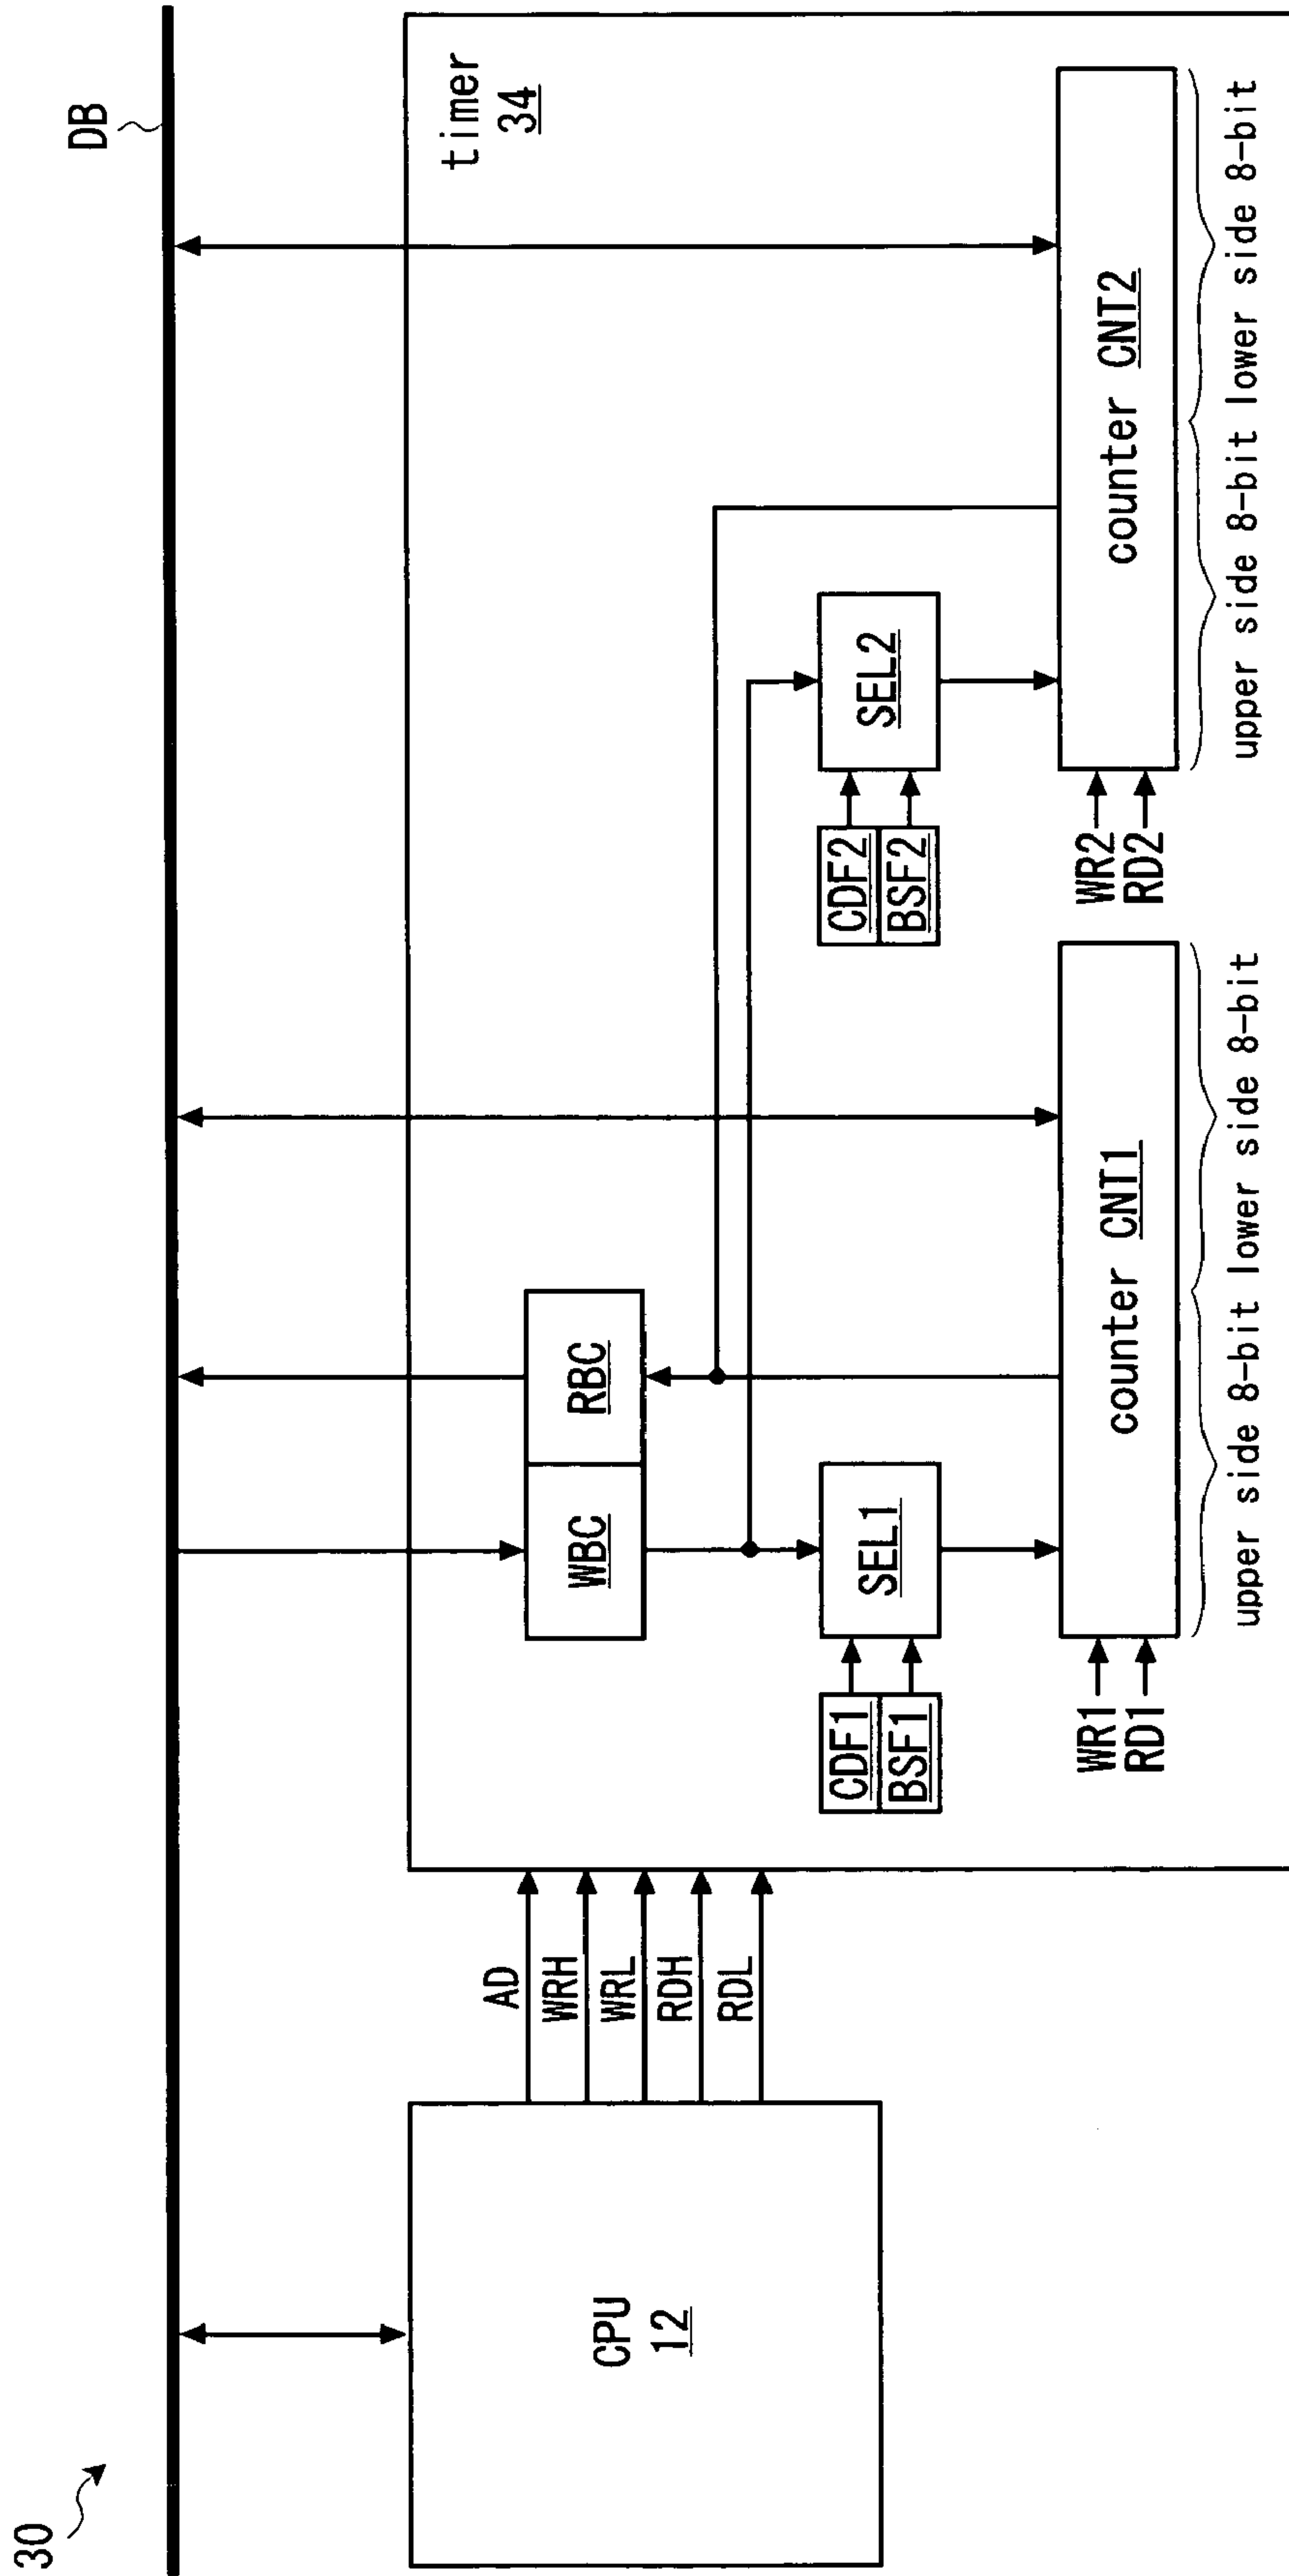 30
DB
timer
34
CPU
12
AD
WRH
WRL
RDH
RDL
WBC
RBC
CDF1
BSF1
SEL1
CDF2
BSF2
SEL2
WR1
RD1
counter CNT1
WR2
RD2
counter CNT2
upper side 8-bit lower side 8-bit
upper side 8-bit lower side 8-bit